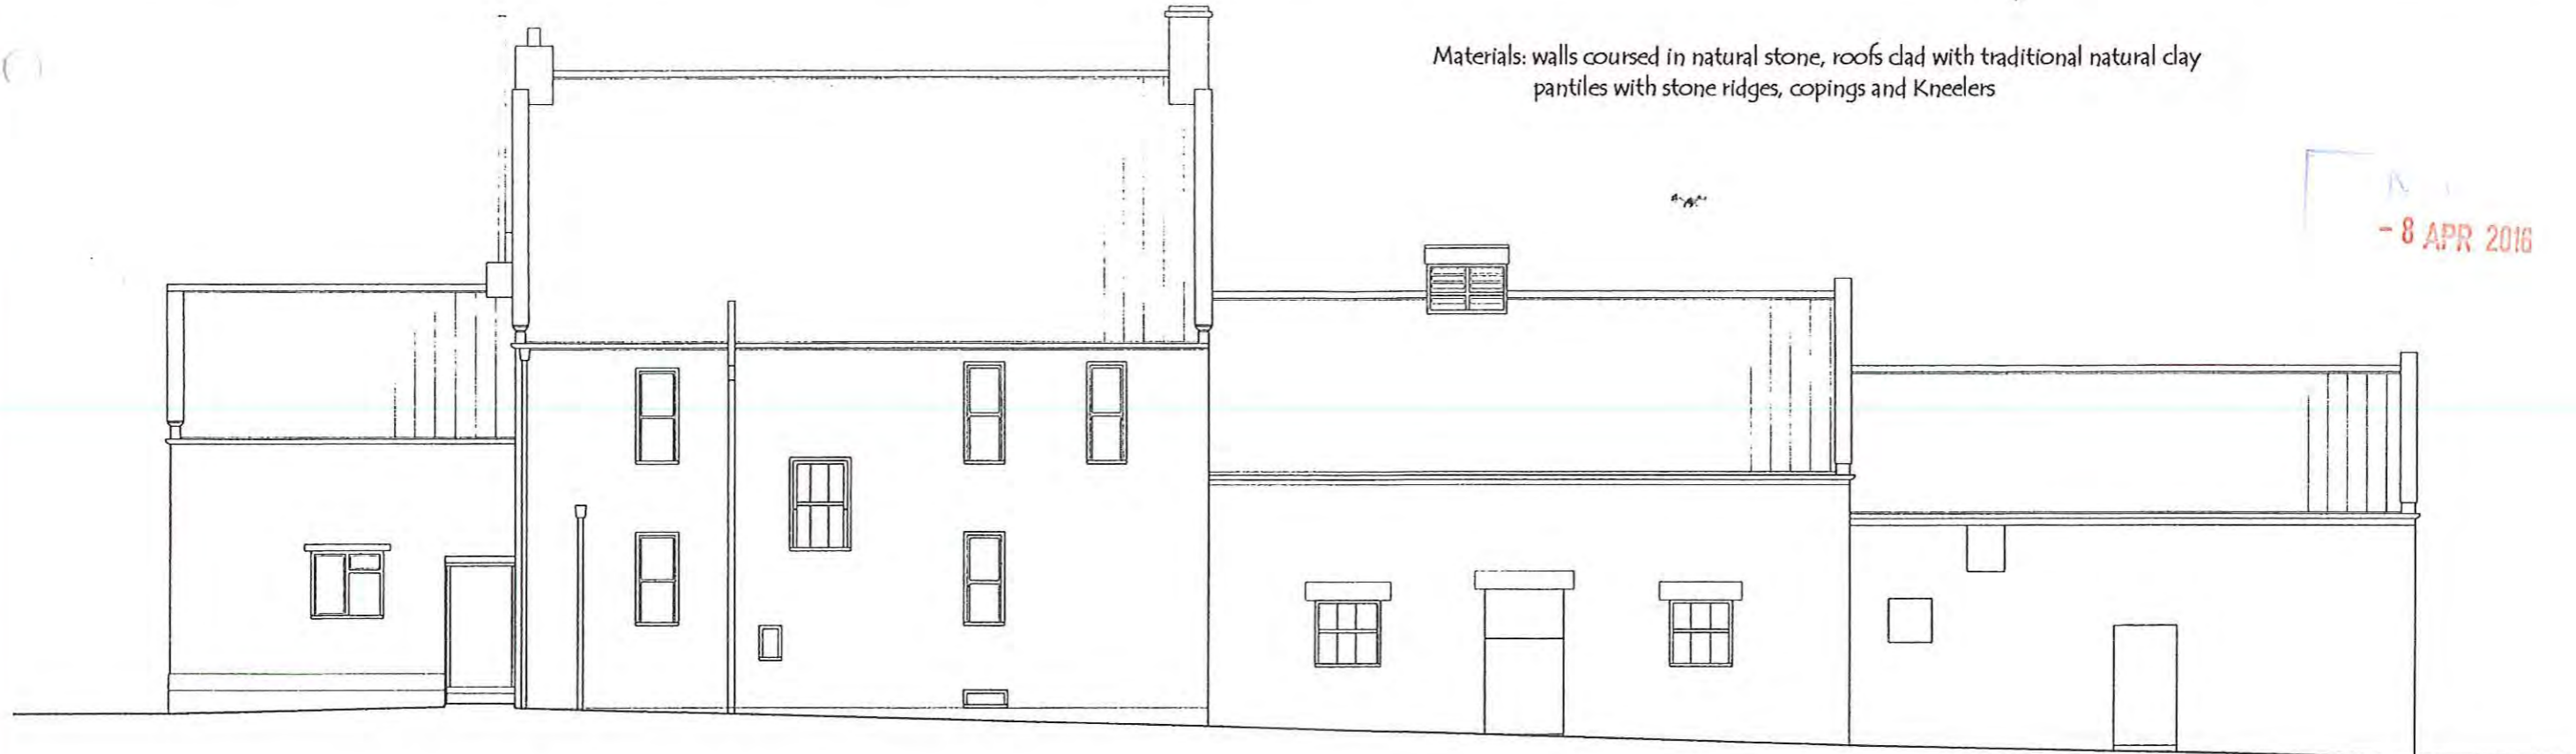 Materials: walls coursed in natural stone, roofs clad with traditional natural clay
pantiles with stone ridges, copings and Kneelers
- 8 APR 2016